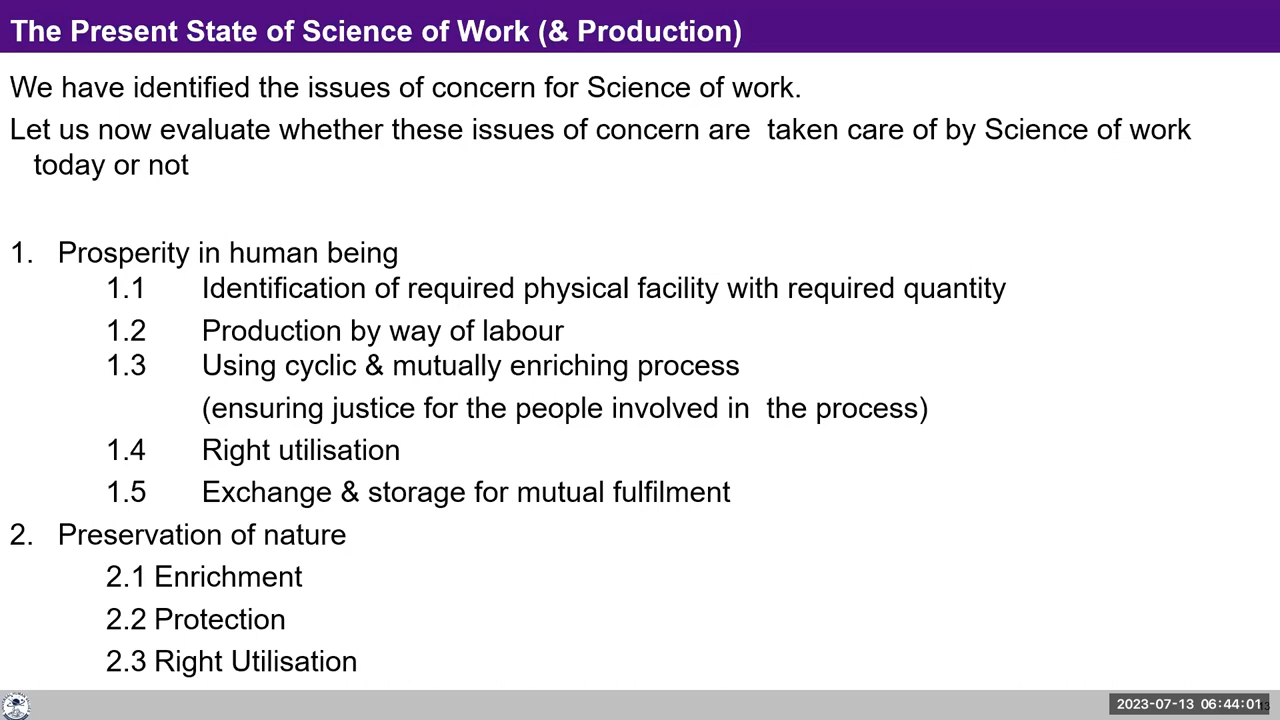 The Present State of Science of Work (& Production)
We have identified the issues of concern for Science of work.
Let us now evaluate whether these issues of concern are taken care of by Science of work
today or not
1. Prosperity in human being
1.1 Identification of required physical facility with required quantity
1.2 Production by way of labour
1.3 Using cyclic & mutually enriching process
(ensuring justice for the people involved in the process)
1.4 Right utilisation
1.5 Exchange & storage for mutual fulfilment
2. Preservation of nature
2.1 Enrichment
2.2 Protection
2.3 Right Utilisation
2023-07-13 06:44:01
13